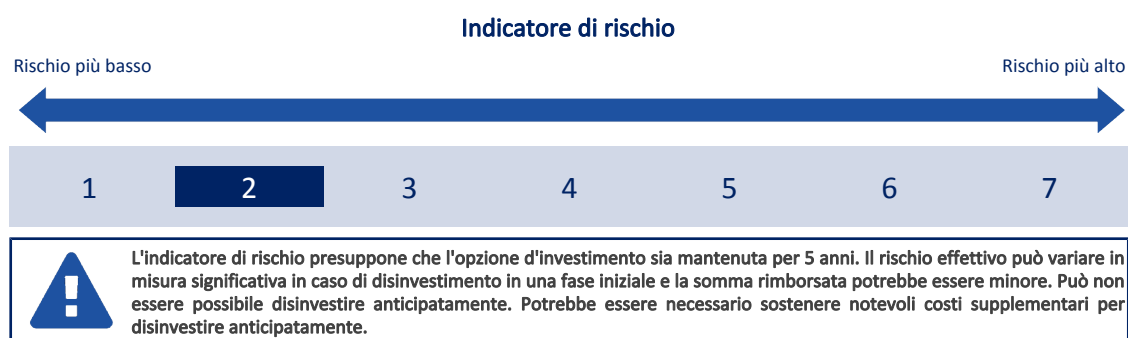 Indicatore di rischio
Rischio più basso
Rischio più alto
1 2 3 4 5 6 7
L'indicatore di rischio presuppone che l'opzione d'investimento sia mantenuta per 5 anni. Il rischio effettivo può variare in
misura significativa in caso di disinvestimento in una fase iniziale e la somma rimborsata potrebbe essere minore. Può non
essere possibile disinvestire anticipatamente. Potrebbe essere necessario sostenere notevoli costi supplementari per
disinvestire anticipatamente.